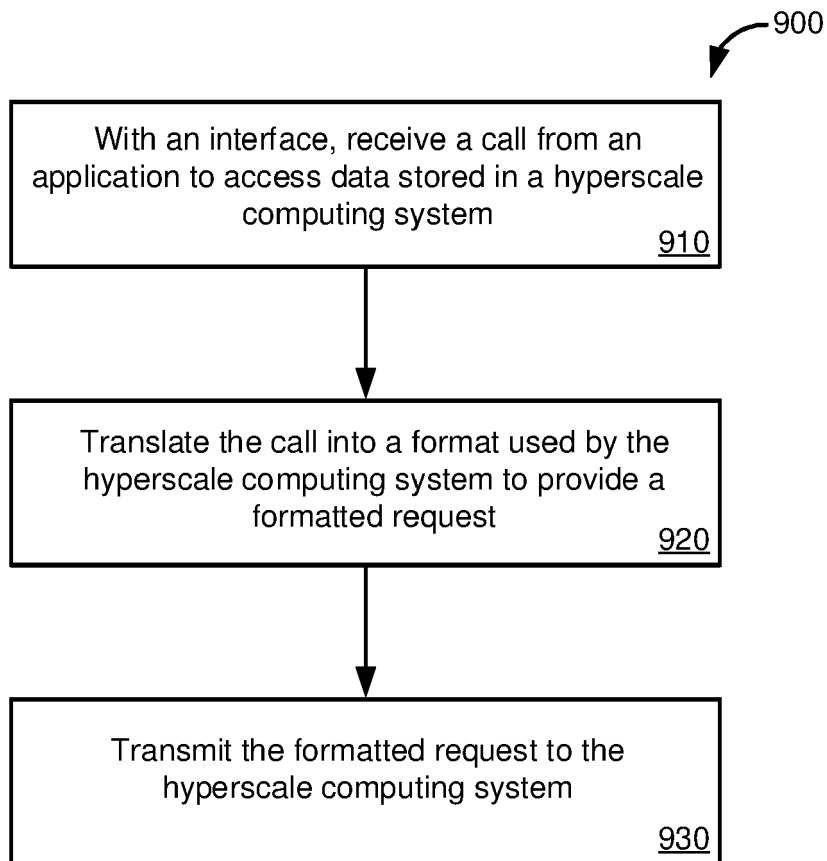 900
With an interface, receive a call from an
application to access data stored in a hyperscale
computing system
910
Translate the call into a format used by the
hyperscale computing system to provide a
formatted request
920
Transmit the formatted request to the
hyperscale computing system
930